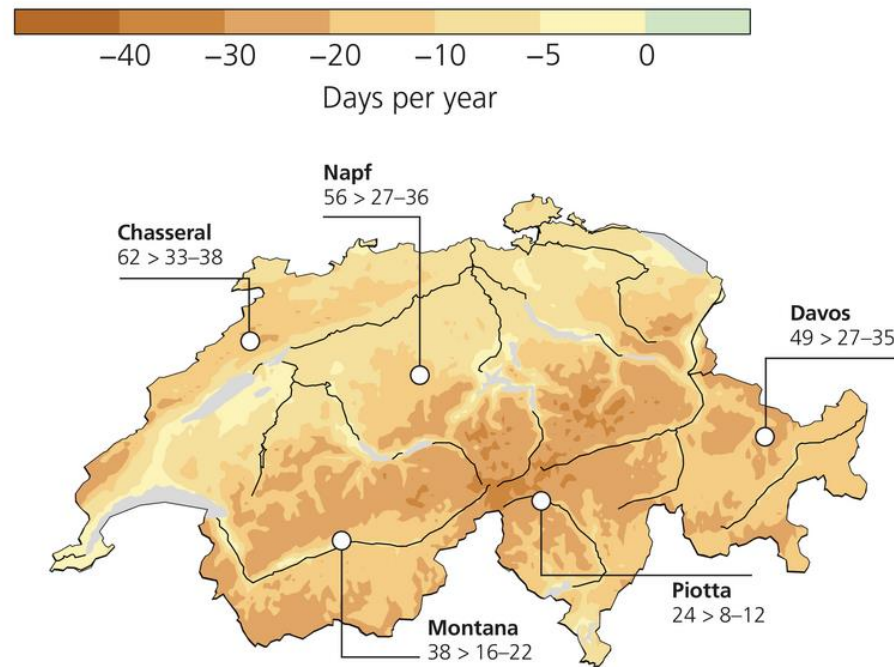 −40 −30 −20 −10 −5 0
Days per year
Napf
56 > 27–36
Chasseral
62 > 33–38
Davos
49 > 27–35
Piotta
24 > 8–12
Montana
38 > 16–22